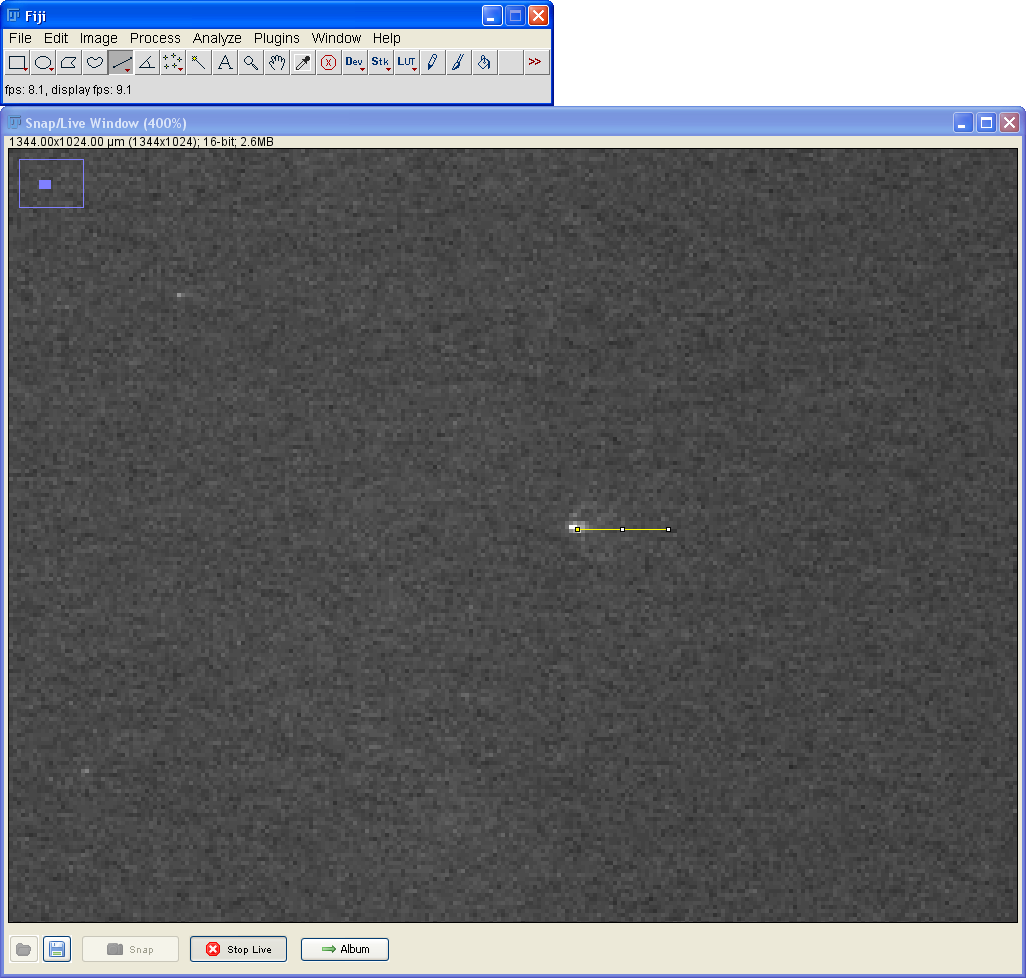 Fiji
File Edit Image Process Analyze Plugins Window Help
A Dev Stk LUT >>
fps: 8.1, display fps: 9.1
Snap/Live Window (400%)
1344.00x1024.00 µm (1344x1024); 16-bit; 2.6MB
Snap Stop Live Album